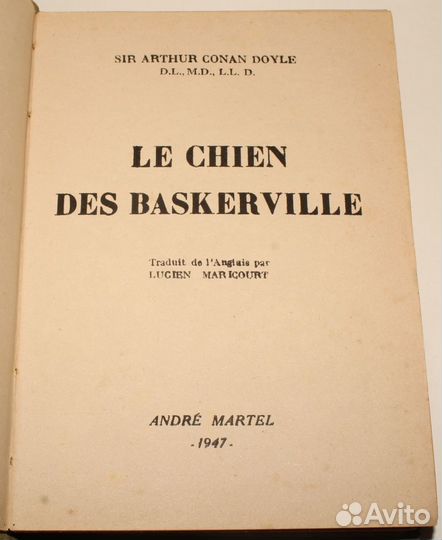 SIR ARTHUR CONAN DOYLE
D.L., M.D., L.L. D.
LE CHIEN
DES BASKERVILLE
Traduit de l'Anglais par
LUCIEN MARICOURT
ANDRÉ MARTEL
- 1947 -
Avito